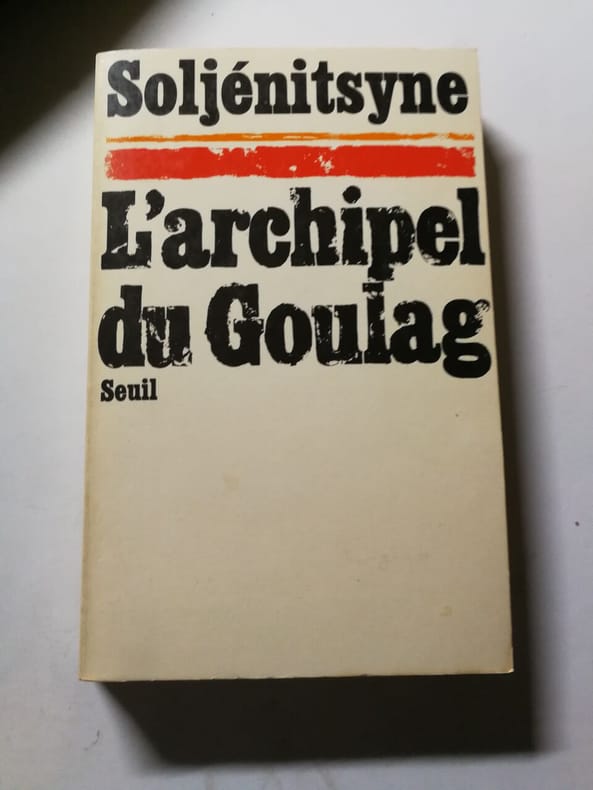 Soljénitsyne
L'archipel
du Goulag
Seuil